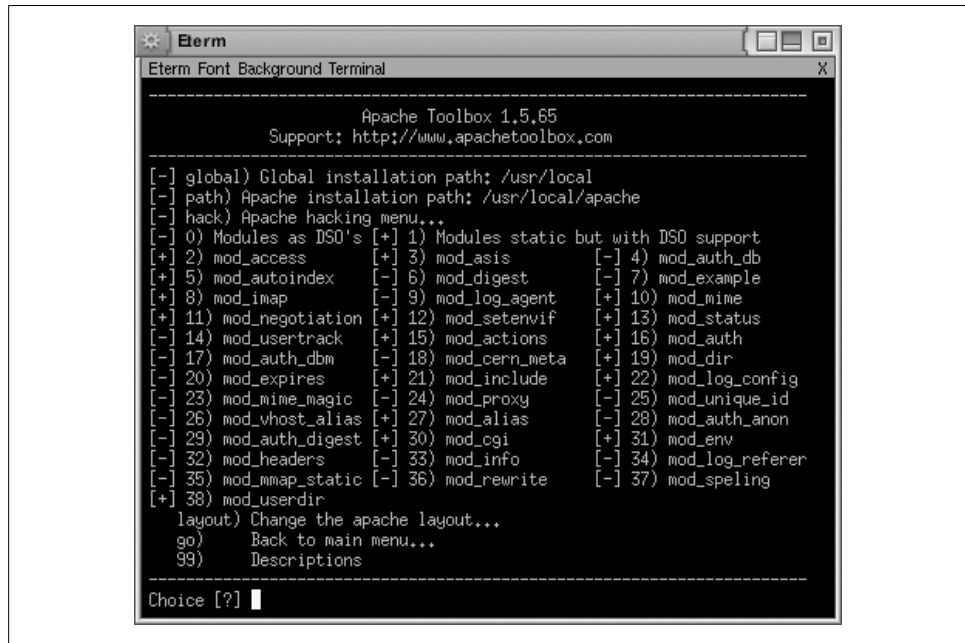 Eterm
Eterm Font Background Terminal X
--------------------------------------------------------------------------------
Apache Toolbox 1.5.65
Support: http://www.apachetoolbox.com
--------------------------------------------------------------------------------
[-] global) Global installation path: /usr/local
[-] path) Apache installation path: /usr/local/apache
[-] hack) Apache hacking menu...
[-] 0) Modules as DSO's [+] 1) Modules static but with DSO support
[+] 2) mod_access [+] 3) mod_asis [-] 4) mod_auth_db
[+] 5) mod_autoindex [-] 6) mod_digest [-] 7) mod_example
[+] 8) mod_imap [-] 9) mod_log_agent [+] 10) mod_mime
[+] 11) mod_negotiation [+] 12) mod_setenvif [+] 13) mod_status
[-] 14) mod_usertrack [+] 15) mod_actions [+] 16) mod_auth
[-] 17) mod_auth_dbm [-] 18) mod_cern_meta [+] 19) mod_dir
[-] 20) mod_expires [+] 21) mod_include [+] 22) mod_log_config
[-] 23) mod_mime_magic [-] 24) mod_proxy [-] 25) mod_unique_id
[-] 26) mod_vhost_alias [+] 27) mod_alias [-] 28) mod_auth_anon
[-] 29) mod_auth_digest [+] 30) mod_cgi [+] 31) mod_env
[-] 32) mod_headers [-] 33) mod_info [-] 34) mod_log_referer
[-] 35) mod_mmap_static [-] 36) mod_rewrite [-] 37) mod_speling
[+] 38) mod_userdir
layout) Change the apache layout...
go) Back to main menu...
99) Descriptions
--------------------------------------------------------------------------------
Choice [?]